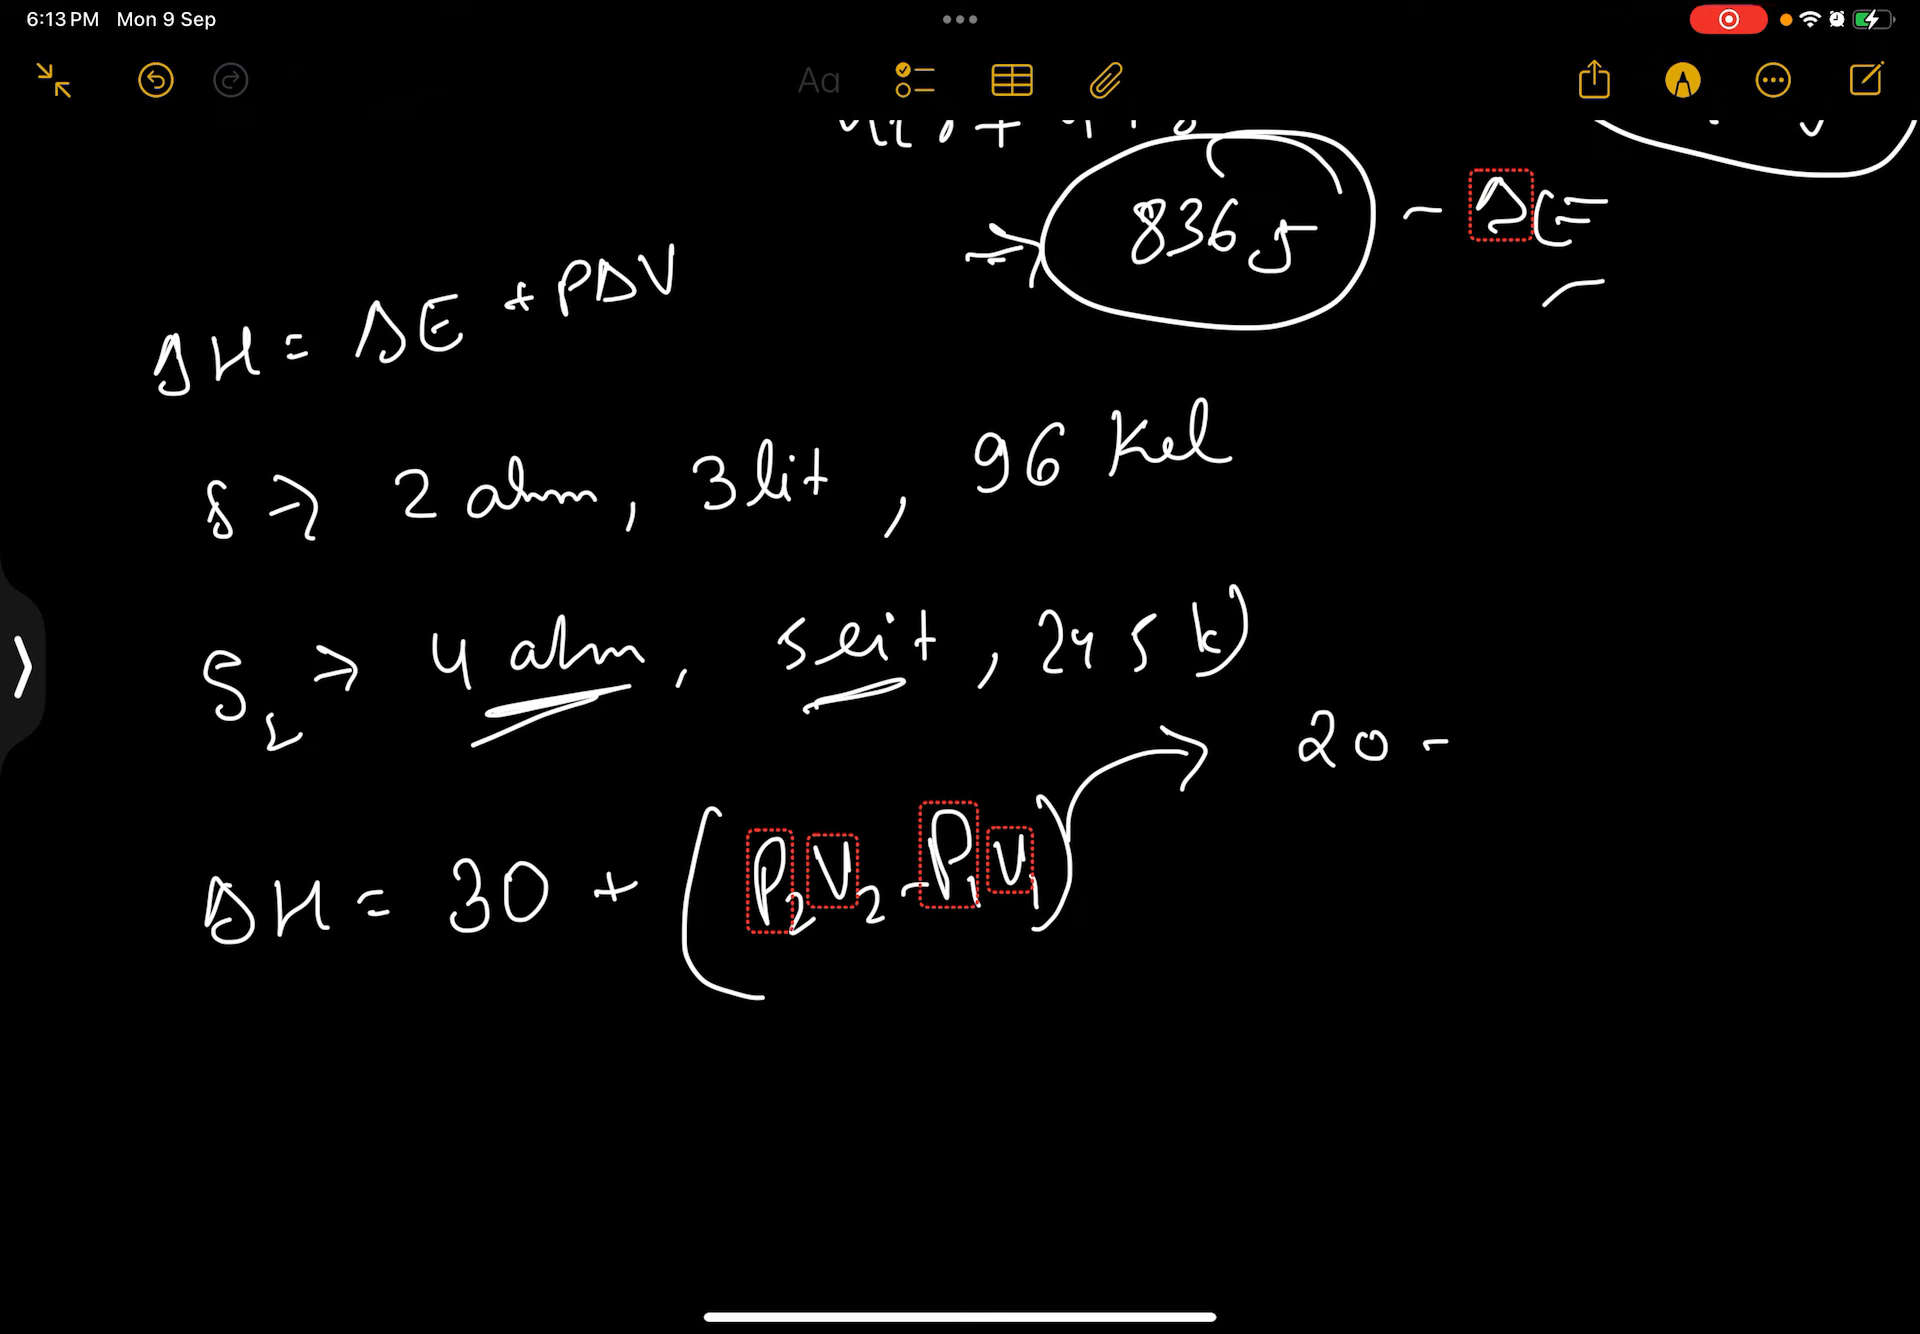 6:13 PM Mon 9 Sep
Aa
836 J - ΔE
ΔH = ΔE + PΔV
S → 2 atm, 3 lit, 96 Kel
S₂ → 4 atm, 5 lit, 245 K)
20 -
ΔH = 30 + (P₂V₂ - P₁V₁)